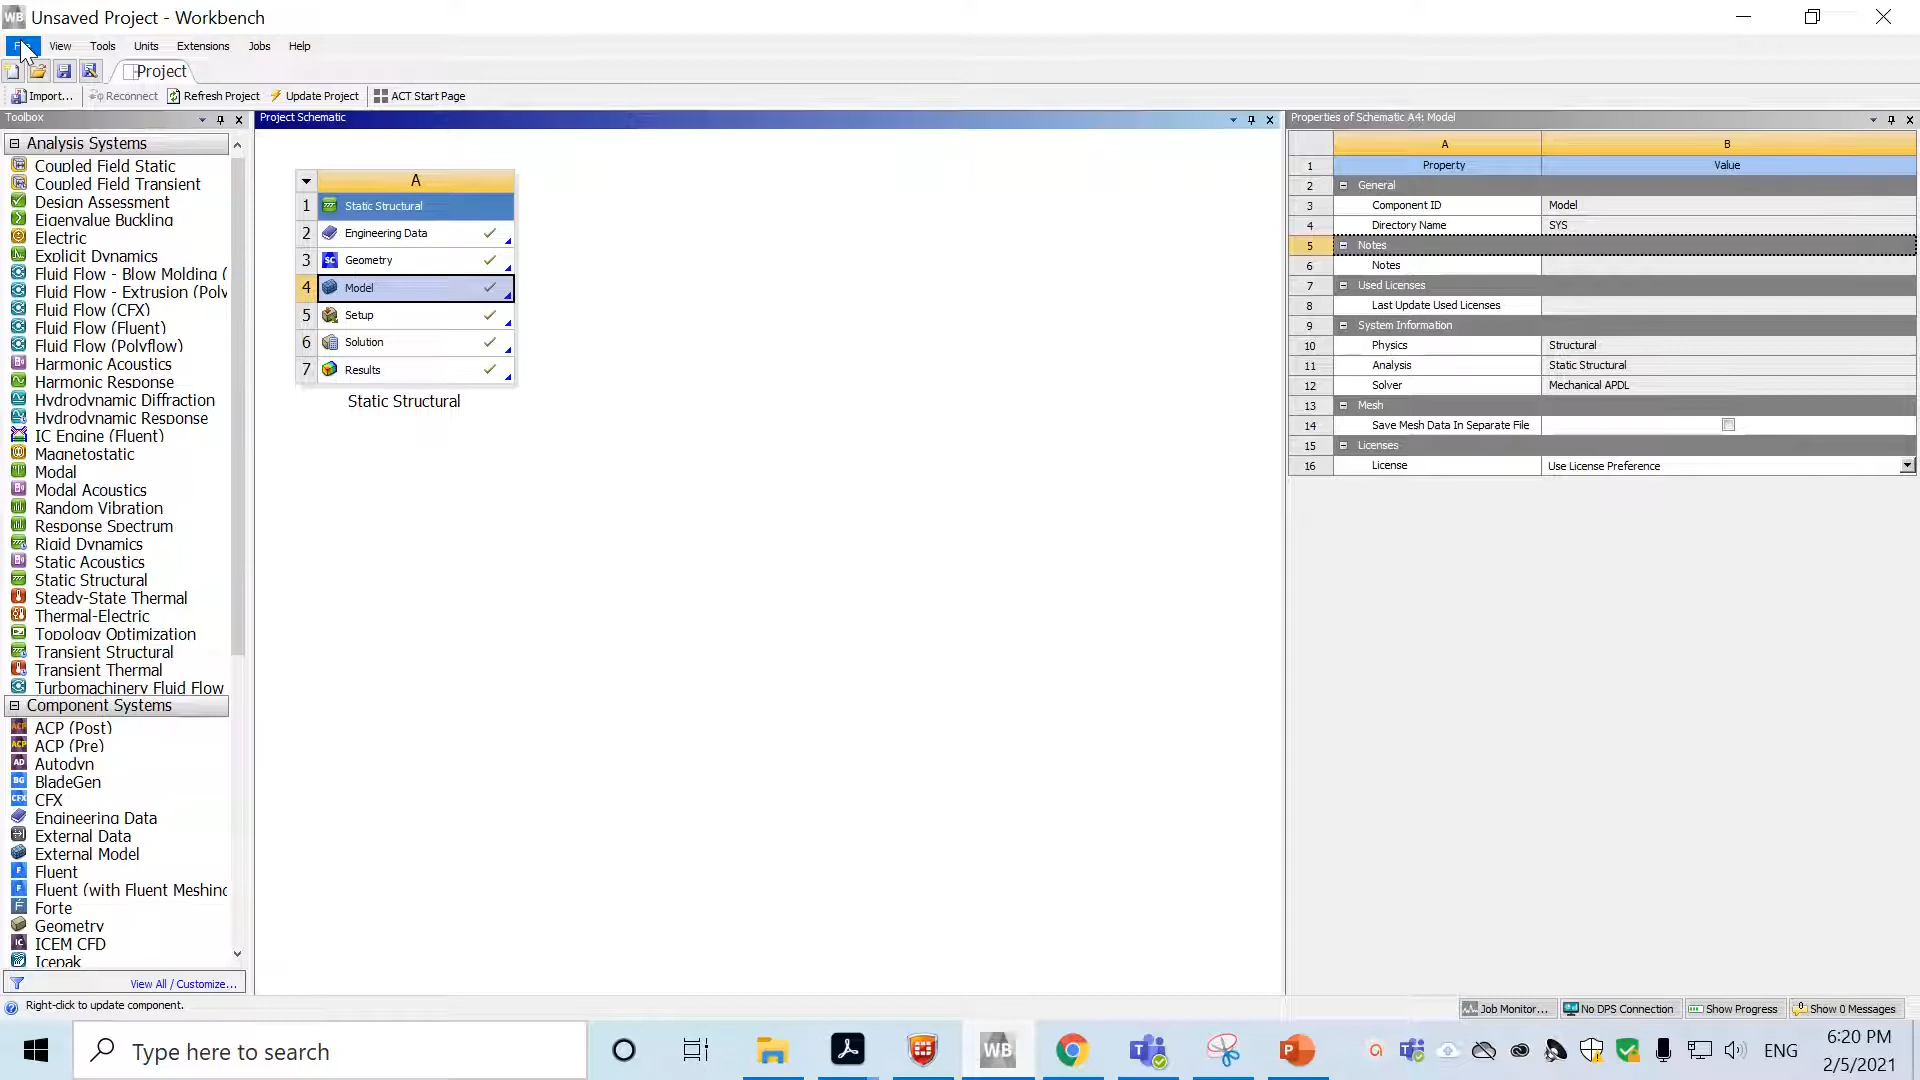 WB Unsaved Project - Workbench
View Tools Units Extensions Jobs Help
Project
Import... Reconnect Refresh Project Update Project ACT Start Page
Toolbox
Analysis Systems
Coupled Field Static
Coupled Field Transient
Design Assessment
Eigenvalue Buckling
Electric
Explicit Dynamics
Fluid Flow - Blow Molding (
Fluid Flow - Extrusion (Poly
Fluid Flow (CFX)
Fluid Flow (Fluent)
Fluid Flow (Polyflow)
Harmonic Acoustics
Harmonic Response
Hydrodynamic Diffraction
Hydrodynamic Response
IC Engine (Fluent)
Magnetostatic
Modal
Modal Acoustics
Random Vibration
Response Spectrum
Rigid Dynamics
Static Acoustics
Static Structural
Steady-State Thermal
Thermal-Electric
Topology Optimization
Transient Structural
Transient Thermal
Turbomachinery Fluid Flow
Component Systems
ACP (Post)
ACP (Pre)
Autodyn
BladeGen
CFX
Engineering Data
External Data
External Model
Fluent
Fluent (with Fluent Meshing
Forte
Geometry
ICEM CFD
Icepak
View All / Customize...
Project Schematic
A
1 Static Structural
2 Engineering Data
3 Geometry
4 Model
5 Setup
6 Solution
7 Results
Static Structural
Properties of Schematic A4: Model
A B
1 Property Value
2 General
3 Component ID Model
4 Directory Name SYS
5 Notes
6 Notes
7 Used Licenses
8 Last Update Used Licenses
9 System Information
10 Physics Structural
11 Analysis Static Structural
12 Solver Mechanical APDL
13 Mesh
14 Save Mesh Data In Separate File
15 Licenses
16 License Use License Preference
Right-click to update component.
Job Monitor... No DPS Connection Show Progress Show 0 Messages
Type here to search
WB
ENG
6:20 PM
2/5/2021